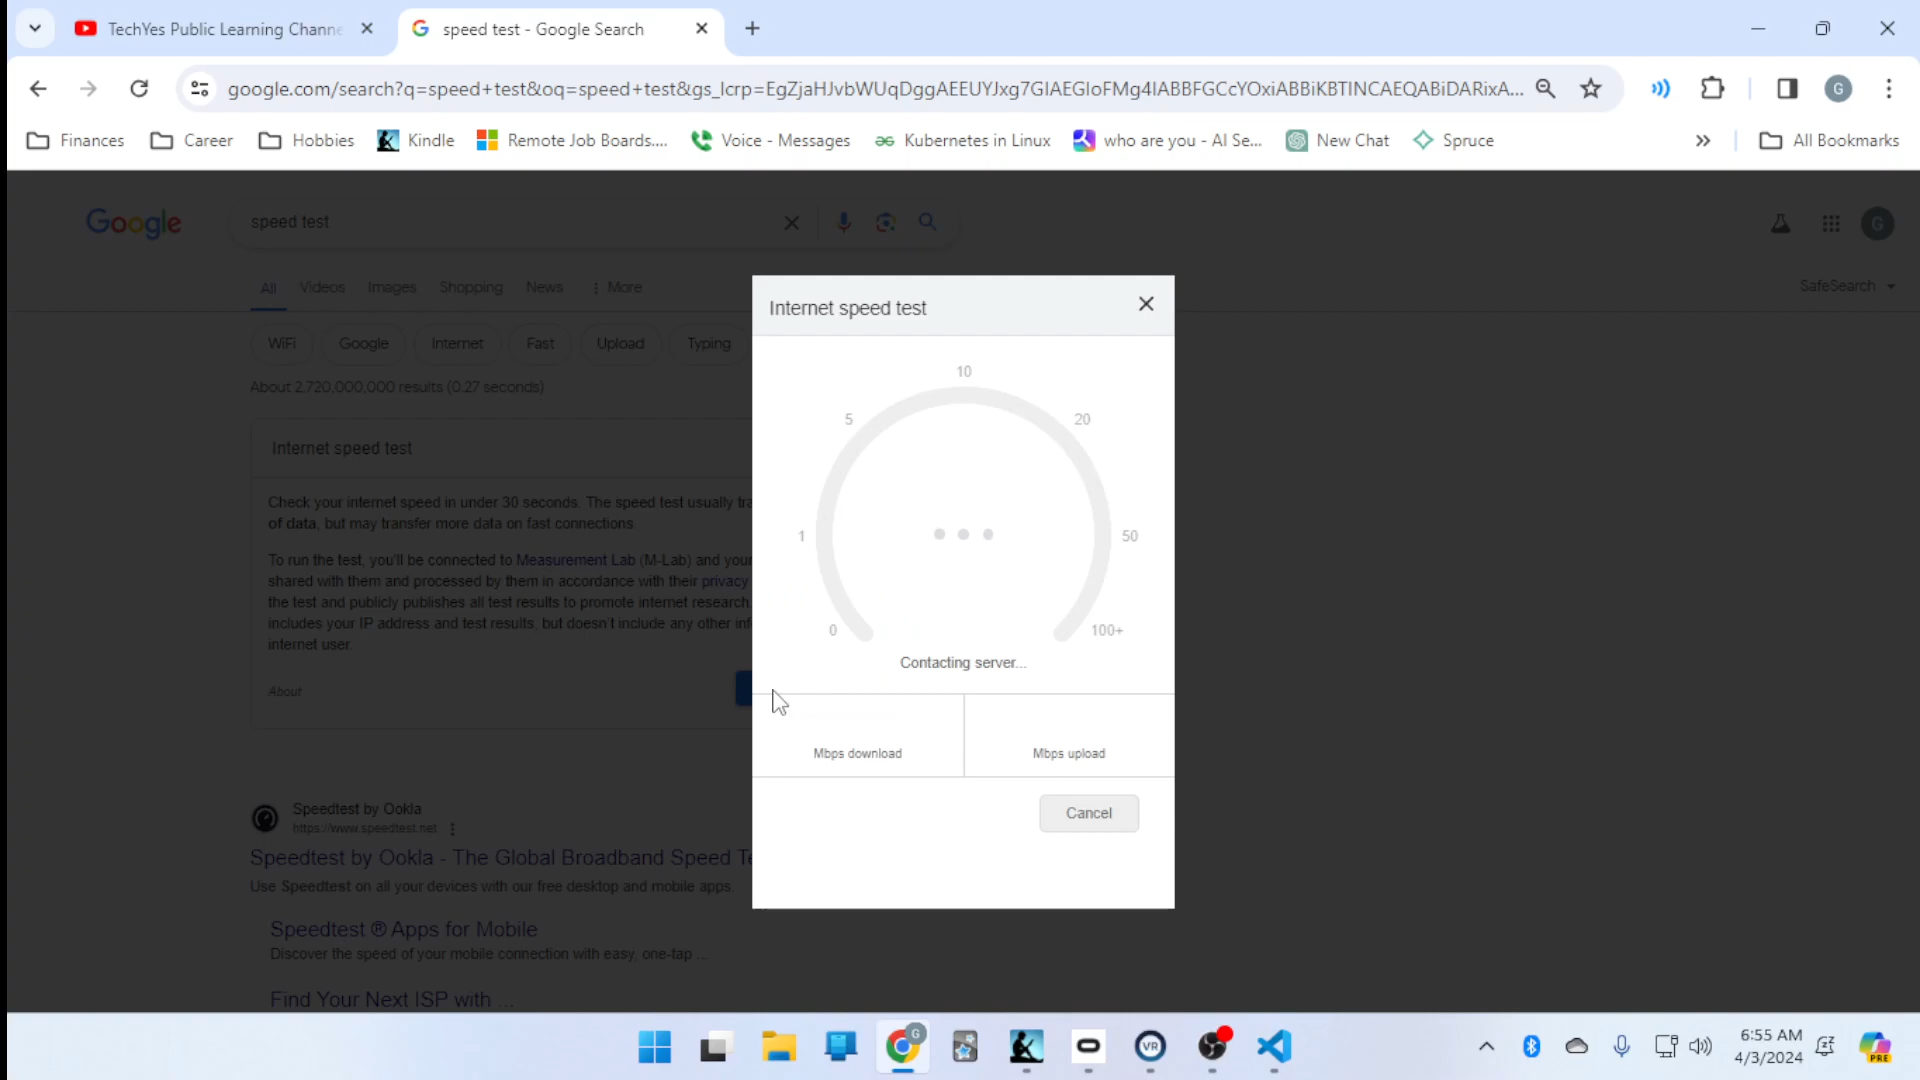 TechYes Public Learning Channe
speed test - Google Search
google.com/search?q=speed+test&oq=speed+test&gs_lcrp=EgZjaHJvbWUqDggAEEUYJxg7GIAEGIoFMg4IABBFGCcYOxiABBiKBTINCAEQABiDARixA...
Finances
Career
Hobbies
Kindle
Remote Job Boards....
Voice - Messages
Kubernetes in Linux
who are you - AI Se...
New Chat
Spruce
All Bookmarks
Google
speed test
G
All
Videos
Images
Shopping
News
More
SafeSearch
WiFi
Google
Internet
Fast
Upload
Typing
About 2,720,000,000 results (0.27 seconds)
Internet speed test
Check your internet speed in under 30 seconds. The speed test usually tra
of data, but may transfer more data on fast connections.
To run the test, you'll be connected to Measurement Lab (M-Lab) and your
shared with them and processed by them in accordance with their privacy
the test and publicly publishes all test results to promote internet research.
includes your IP address and test results, but doesn't include any other inf
internet user.
About
Speedtest by Ookla
https://www.speedtest.net
Speedtest by Ookla - The Global Broadband Speed Te
Use Speedtest on all your devices with our free desktop and mobile apps.
Speedtest ® Apps for Mobile
Discover the speed of your mobile connection with easy, one-tap ...
Find Your Next ISP with ...
Internet speed test
10
5
20
1
50
0
100+
Contacting server...
Mbps download
Mbps upload
Cancel
G
VR
6:55 AM
4/3/2024
PRE